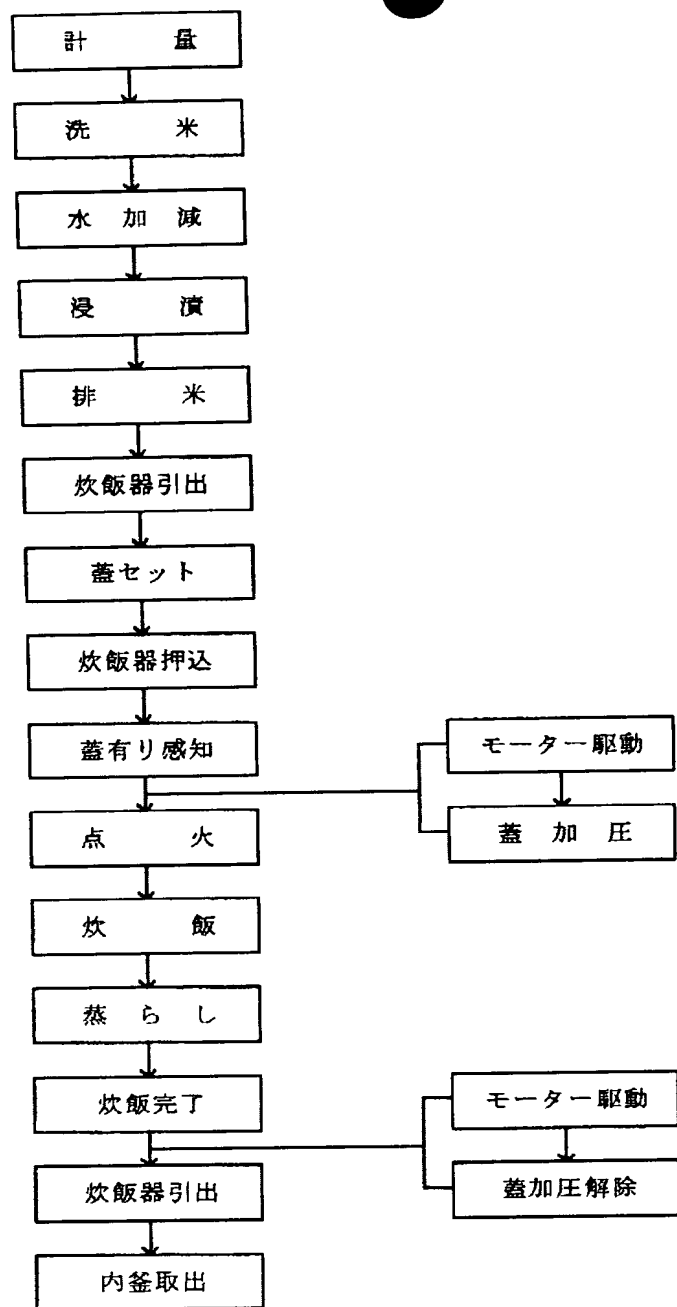 計量
洗米
水加減
浸漬
排米
炊飯器引出
蓋セット
炊飯器押込
蓋有り感知
モーター駆動
蓋加圧
点火
炊飯
蒸らし
炊飯完了
モーター駆動
蓋加圧解除
炊飯器引出
内釜取出